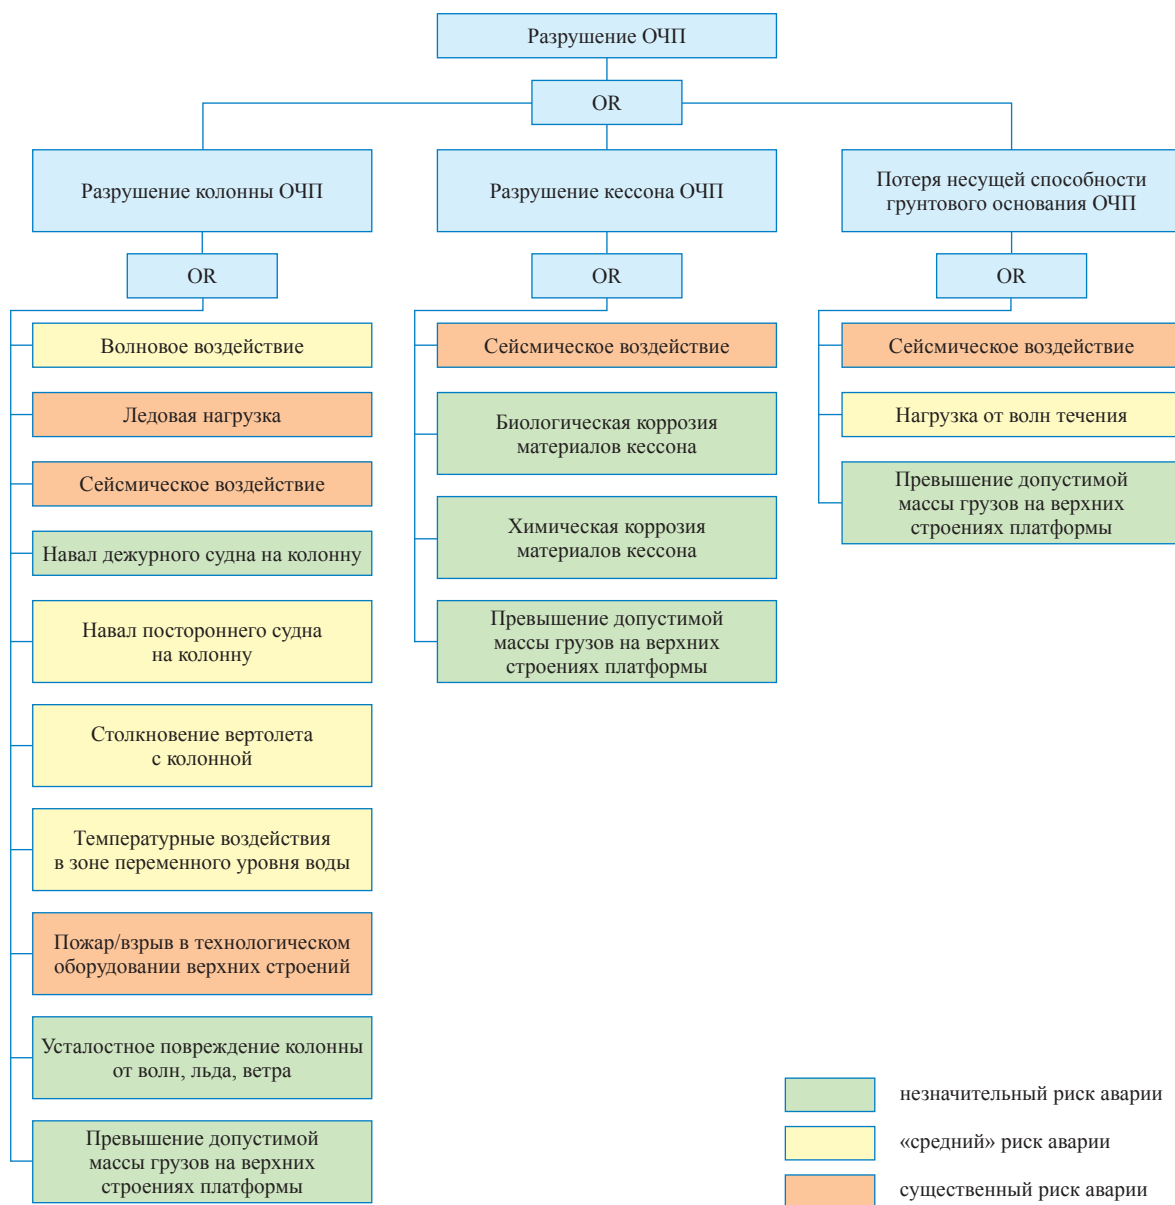 Разрушение ОЧП
OR
Разрушение колонны ОЧП
OR
Волновое воздействие
Ледовая нагрузка
Сейсмическое воздействие
Навал дежурного судна на колонну
Навал постороннего судна
на колонну
Столкновение вертолета
с колонной
Температурные воздействия
в зоне переменного уровня воды
Пожар/взрыв в технологическом
оборудовании верхних строений
Усталостное повреждение колонны
от волн, льда, ветра
Превышение допустимой
массы грузов на верхних
строениях платформы
Разрушение кессона ОЧП
OR
Сейсмическое воздействие
Биологическая коррозия
материалов кессона
Химическая коррозия
материалов кессона
Превышение допустимой
массы грузов на верхних
строениях платформы
Потеря несущей способности
грунтового основания ОЧП
OR
Сейсмическое воздействие
Нагрузка от волн течения
Превышение допустимой
массы грузов на верхних
строениях платформы
незначительный риск аварии
«средний» риск аварии
существенный риск аварии